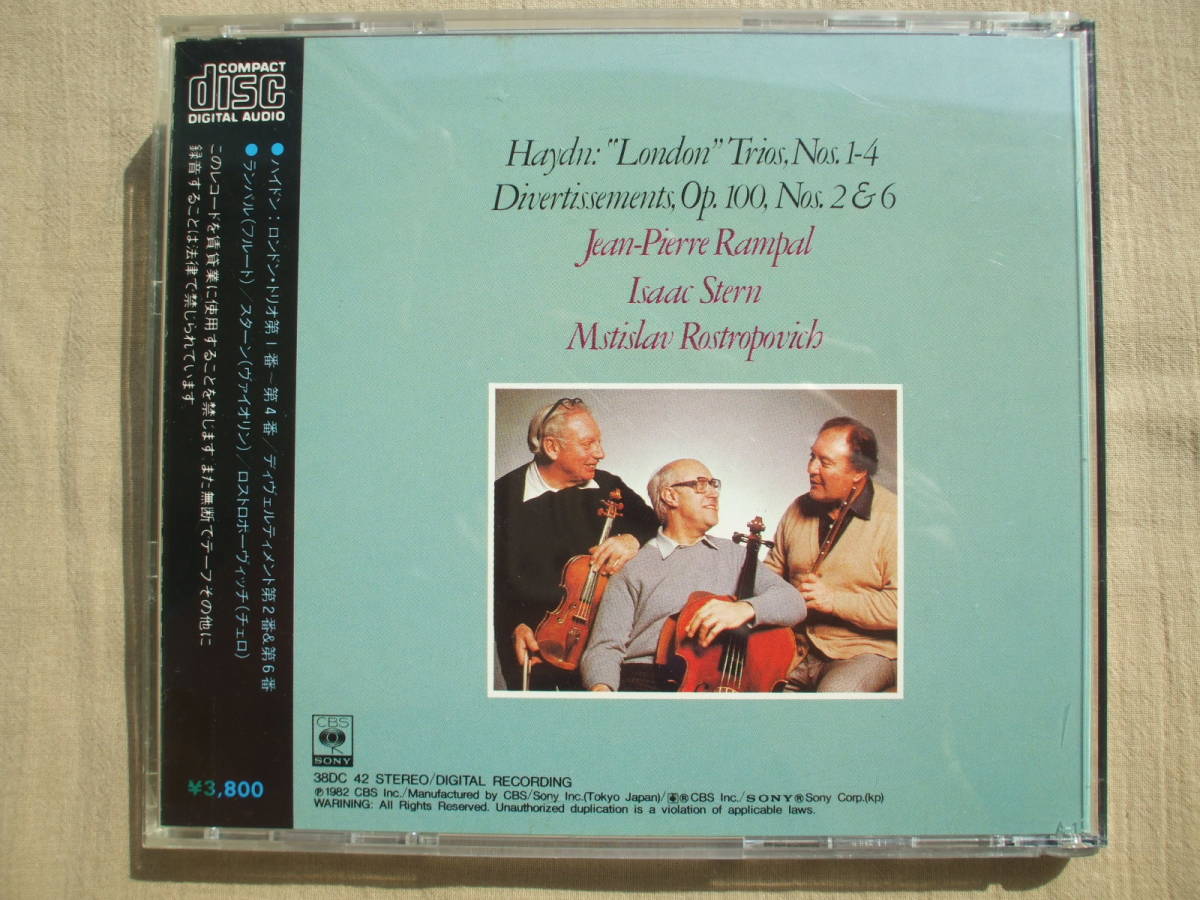 COMPACT
disc
DIGITAL AUDIO
●ハイドン：ロンドン・トリオ第1番〜第4番／ディヴェルティメント第2番&第6番
●ランパル（フルート）／スターン（ヴァイオリン）／ロストロポーヴィッチ（チェロ）
このレコードを賃貸業に使用することを禁じます。また無断でテープその他に
録音することは法律で禁じられています
¥3,800
Haydn: "London" Trios, Nos. 1-4
Divertissements, Op. 100, Nos. 2 & 6
Jean-Pierre Rampal
Isaac Stern
Mstislav Rostropovich
CBS
SONY
38DC 42 STEREO/DIGITAL RECORDING
℗1982 CBS Inc./Manufactured by CBS/Sony Inc.(Tokyo Japan)/®CBS Inc./SONY®Sony Corp.(kp)
WARINING: All Rights Reserved. Unauthorized duplication is a violation of applicable laws.